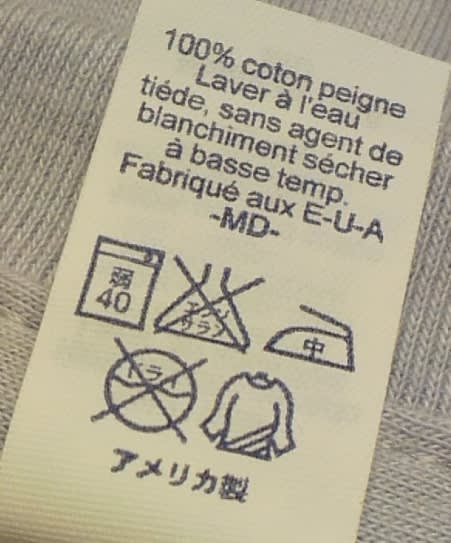 100% coton peigne
Laver à l'eau
tiéde, sans agent de
blanchiment sécher
à basse temp.
Fabriqué aux E-U-A
-MD-
弱
40
エンソ
サラシ
中
ドライ
アメリカ製